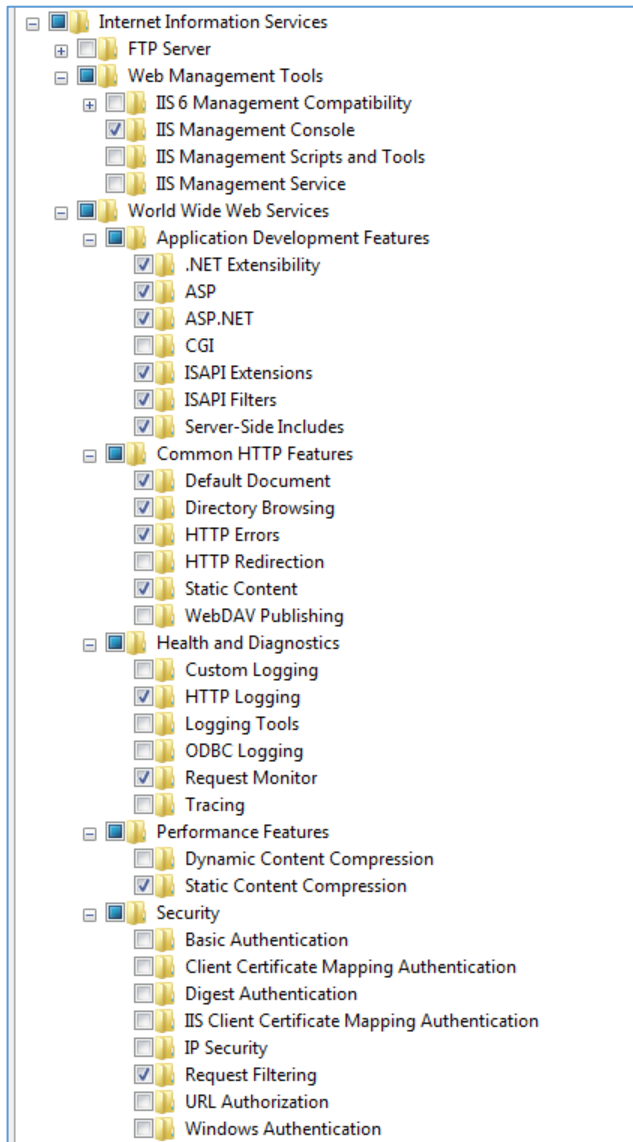 Internet Information Services
FTP Server
Web Management Tools
IIS 6 Management Compatibility
IIS Management Console
IIS Management Scripts and Tools
IIS Management Service
World Wide Web Services
Application Development Features
.NET Extensibility
ASP
ASP.NET
CGI
ISAPI Extensions
ISAPI Filters
Server-Side Includes
Common HTTP Features
Default Document
Directory Browsing
HTTP Errors
HTTP Redirection
Static Content
WebDAV Publishing
Health and Diagnostics
Custom Logging
HTTP Logging
Logging Tools
ODBC Logging
Request Monitor
Tracing
Performance Features
Dynamic Content Compression
Static Content Compression
Security
Basic Authentication
Client Certificate Mapping Authentication
Digest Authentication
IIS Client Certificate Mapping Authentication
IP Security
Request Filtering
URL Authorization
Windows Authentication